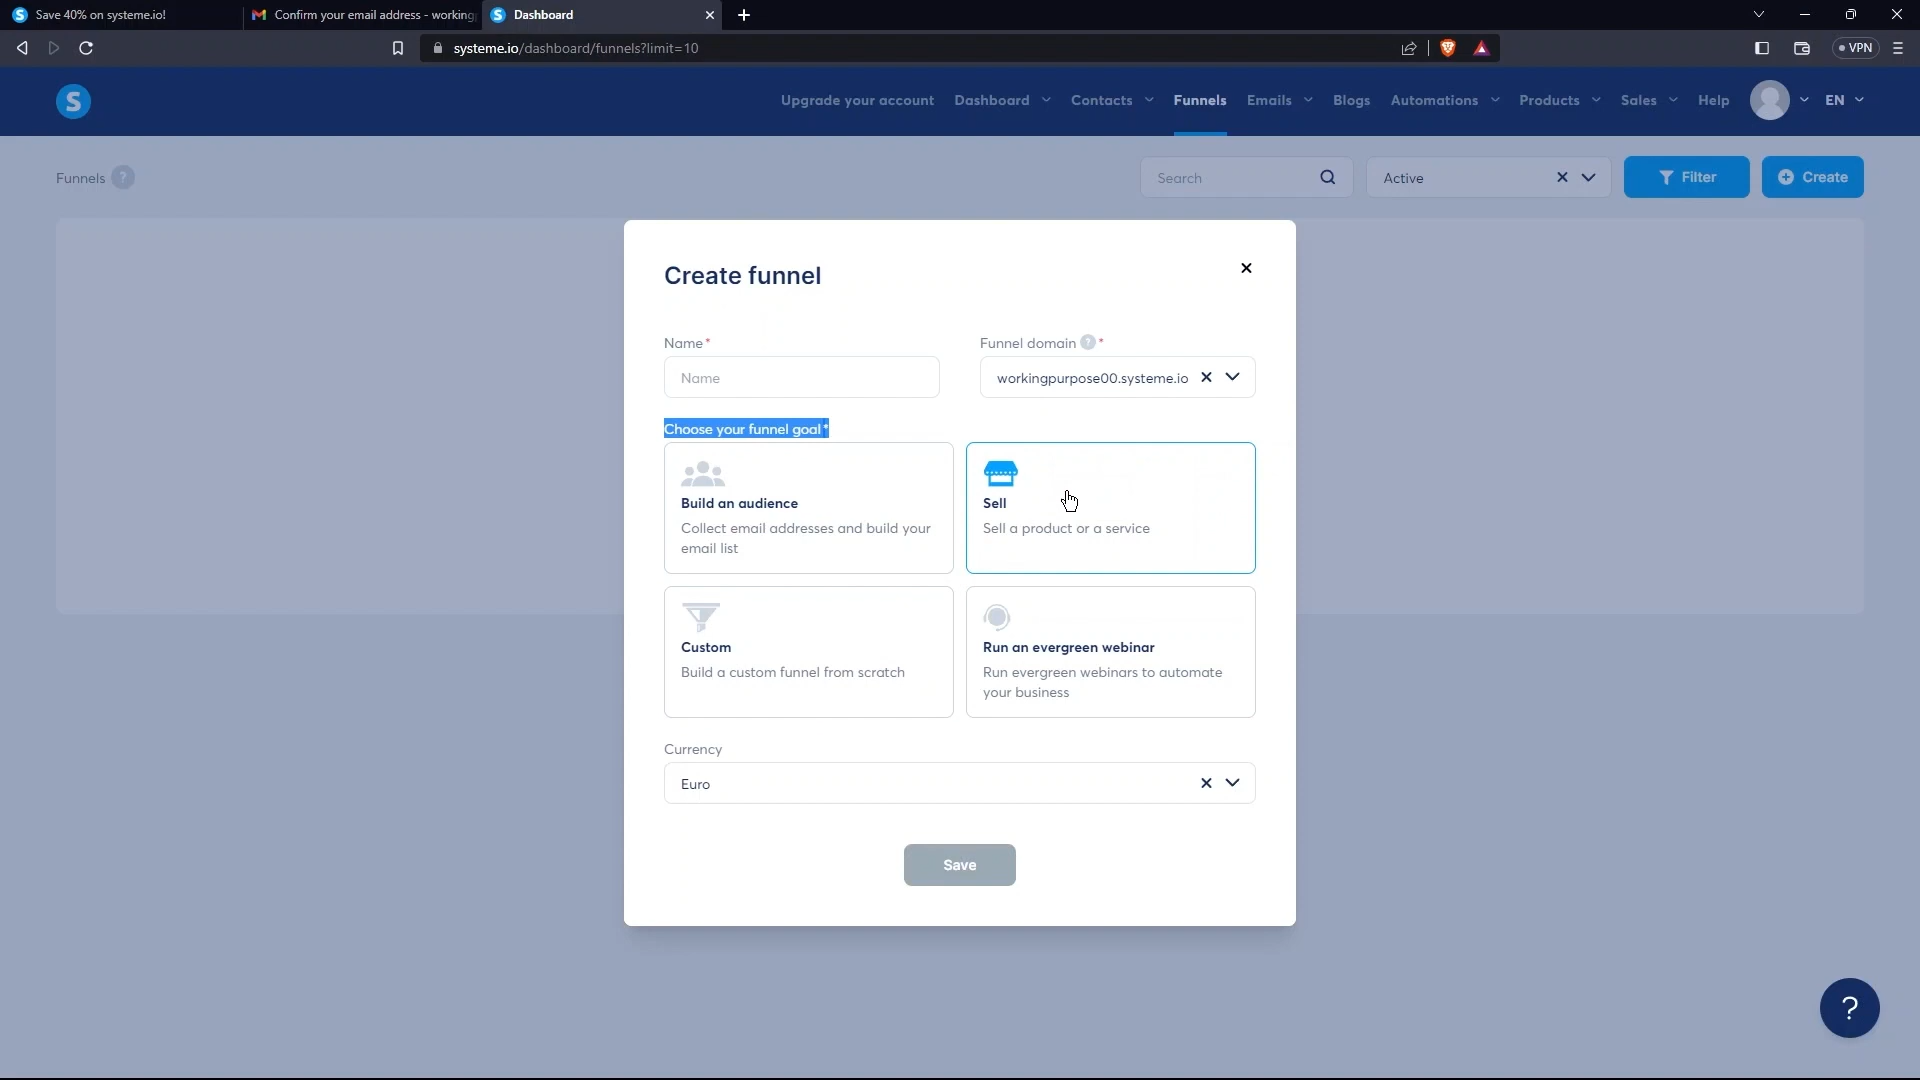 Save 40% on systeme.io!
Confirm your email address - working
Dashboard
systeme.io/dashboard/funnels?limit=10
VPN
S
Upgrade your account
Dashboard
Contacts
Funnels
Emails
Blogs
Automations
Products
Sales
Help
EN
Funnels ?
Search
Active
Filter
Create
Create funnel
Name*
Funnel domain ? *
Name
workingpurpose00.systeme.io
Choose your funnel goal*
Build an audience
Collect email addresses and build your
email list
Sell
Sell a product or a service
Custom
Build a custom funnel from scratch
Run an evergreen webinar
Run evergreen webinars to automate
your business
Currency
Euro
Save
?